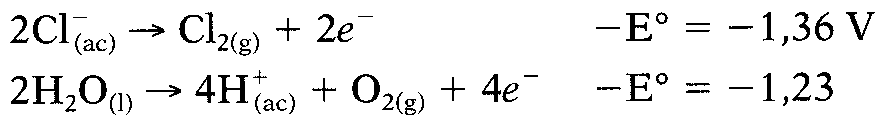 2Cl⁻(ac) → Cl₂(g) + 2e⁻ −E° = −1,36 V
2H₂O(l) → 4H⁺(ac) + O₂(g) + 4e⁻ −E° = −1,23